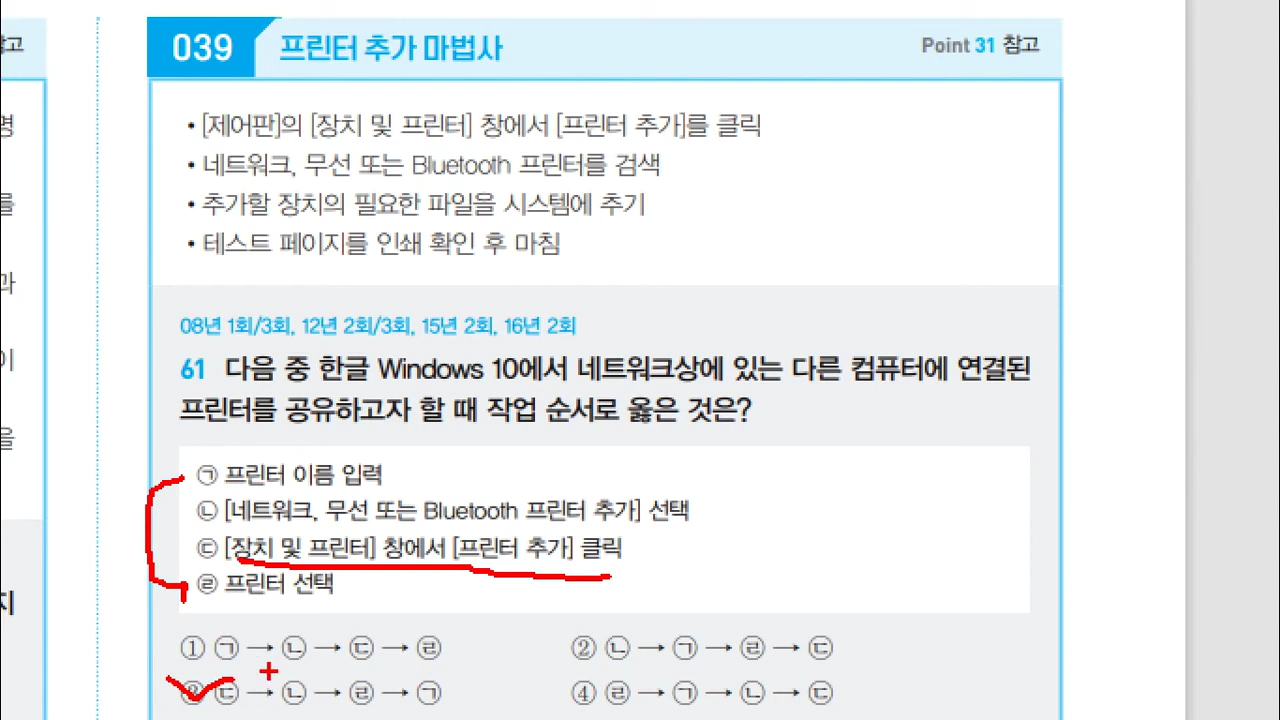 참고
039 프린터 추가 마법사 Point 31 참고
명
• [제어판]의 [장치 및 프린터] 창에서 [프린터 추가]를 클릭
• 네트워크, 무선 또는 Bluetooth 프린터를 검색
를
• 추가할 장치의 필요한 파일을 시스템에 추기
• 테스트 페이지를 인쇄 확인 후 마침
과
08년 1회/3회, 12년 2회/3회, 15년 2회, 16년 2회
이
61 다음 중 한글 Windows 10에서 네트워크상에 있는 다른 컴퓨터에 연결된
프린터를 공유하고자 할 때 작업 순서로 옳은 것은?
을
㉠ 프린터 이름 입력
㉡ [네트워크, 무선 또는 Bluetooth 프린터 추가] 선택
㉢ [장치 및 프린터] 창에서 [프린터 추가] 클릭
㉣ 프린터 선택
지
① ㉠ → ㉡ → ㉢ → ㉣ ② ㉡ → ㉠ → ㉣ → ㉢
③ ㉢ → ㉡ → ㉣ → ㉠ ④ ㉣ → ㉠ → ㉡ → ㉢